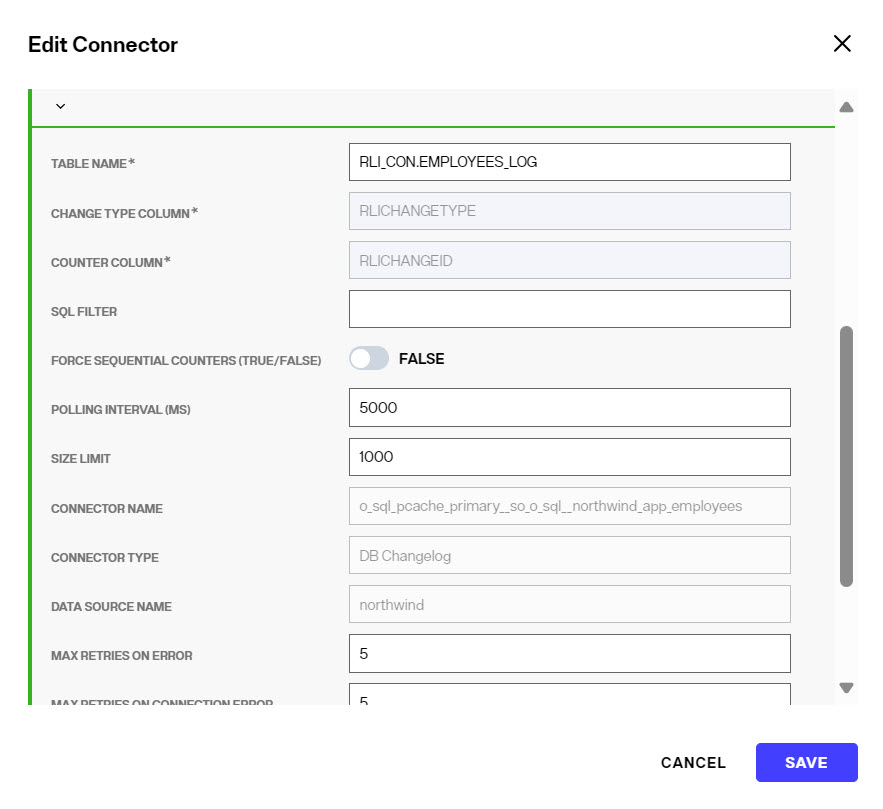 Edit Connector
TABLE NAME* RLI_CON.EMPLOYEES_LOG
CHANGE TYPE COLUMN* RLICHANGETYPE
COUNTER COLUMN* RLICHANGEID
SQL FILTER
FORCE SEQUENTIAL COUNTERS (TRUE/FALSE) FALSE
POLLING INTERVAL (MS) 5000
SIZE LIMIT 1000
CONNECTOR NAME o_sql_pcache_primary__so_o_sql__northwind_app_employees
CONNECTOR TYPE DB Changelog
DATA SOURCE NAME northwind
MAX RETRIES ON ERROR 5
MAX RETRIES ON CONNECTION ERROR 5
CANCEL SAVE